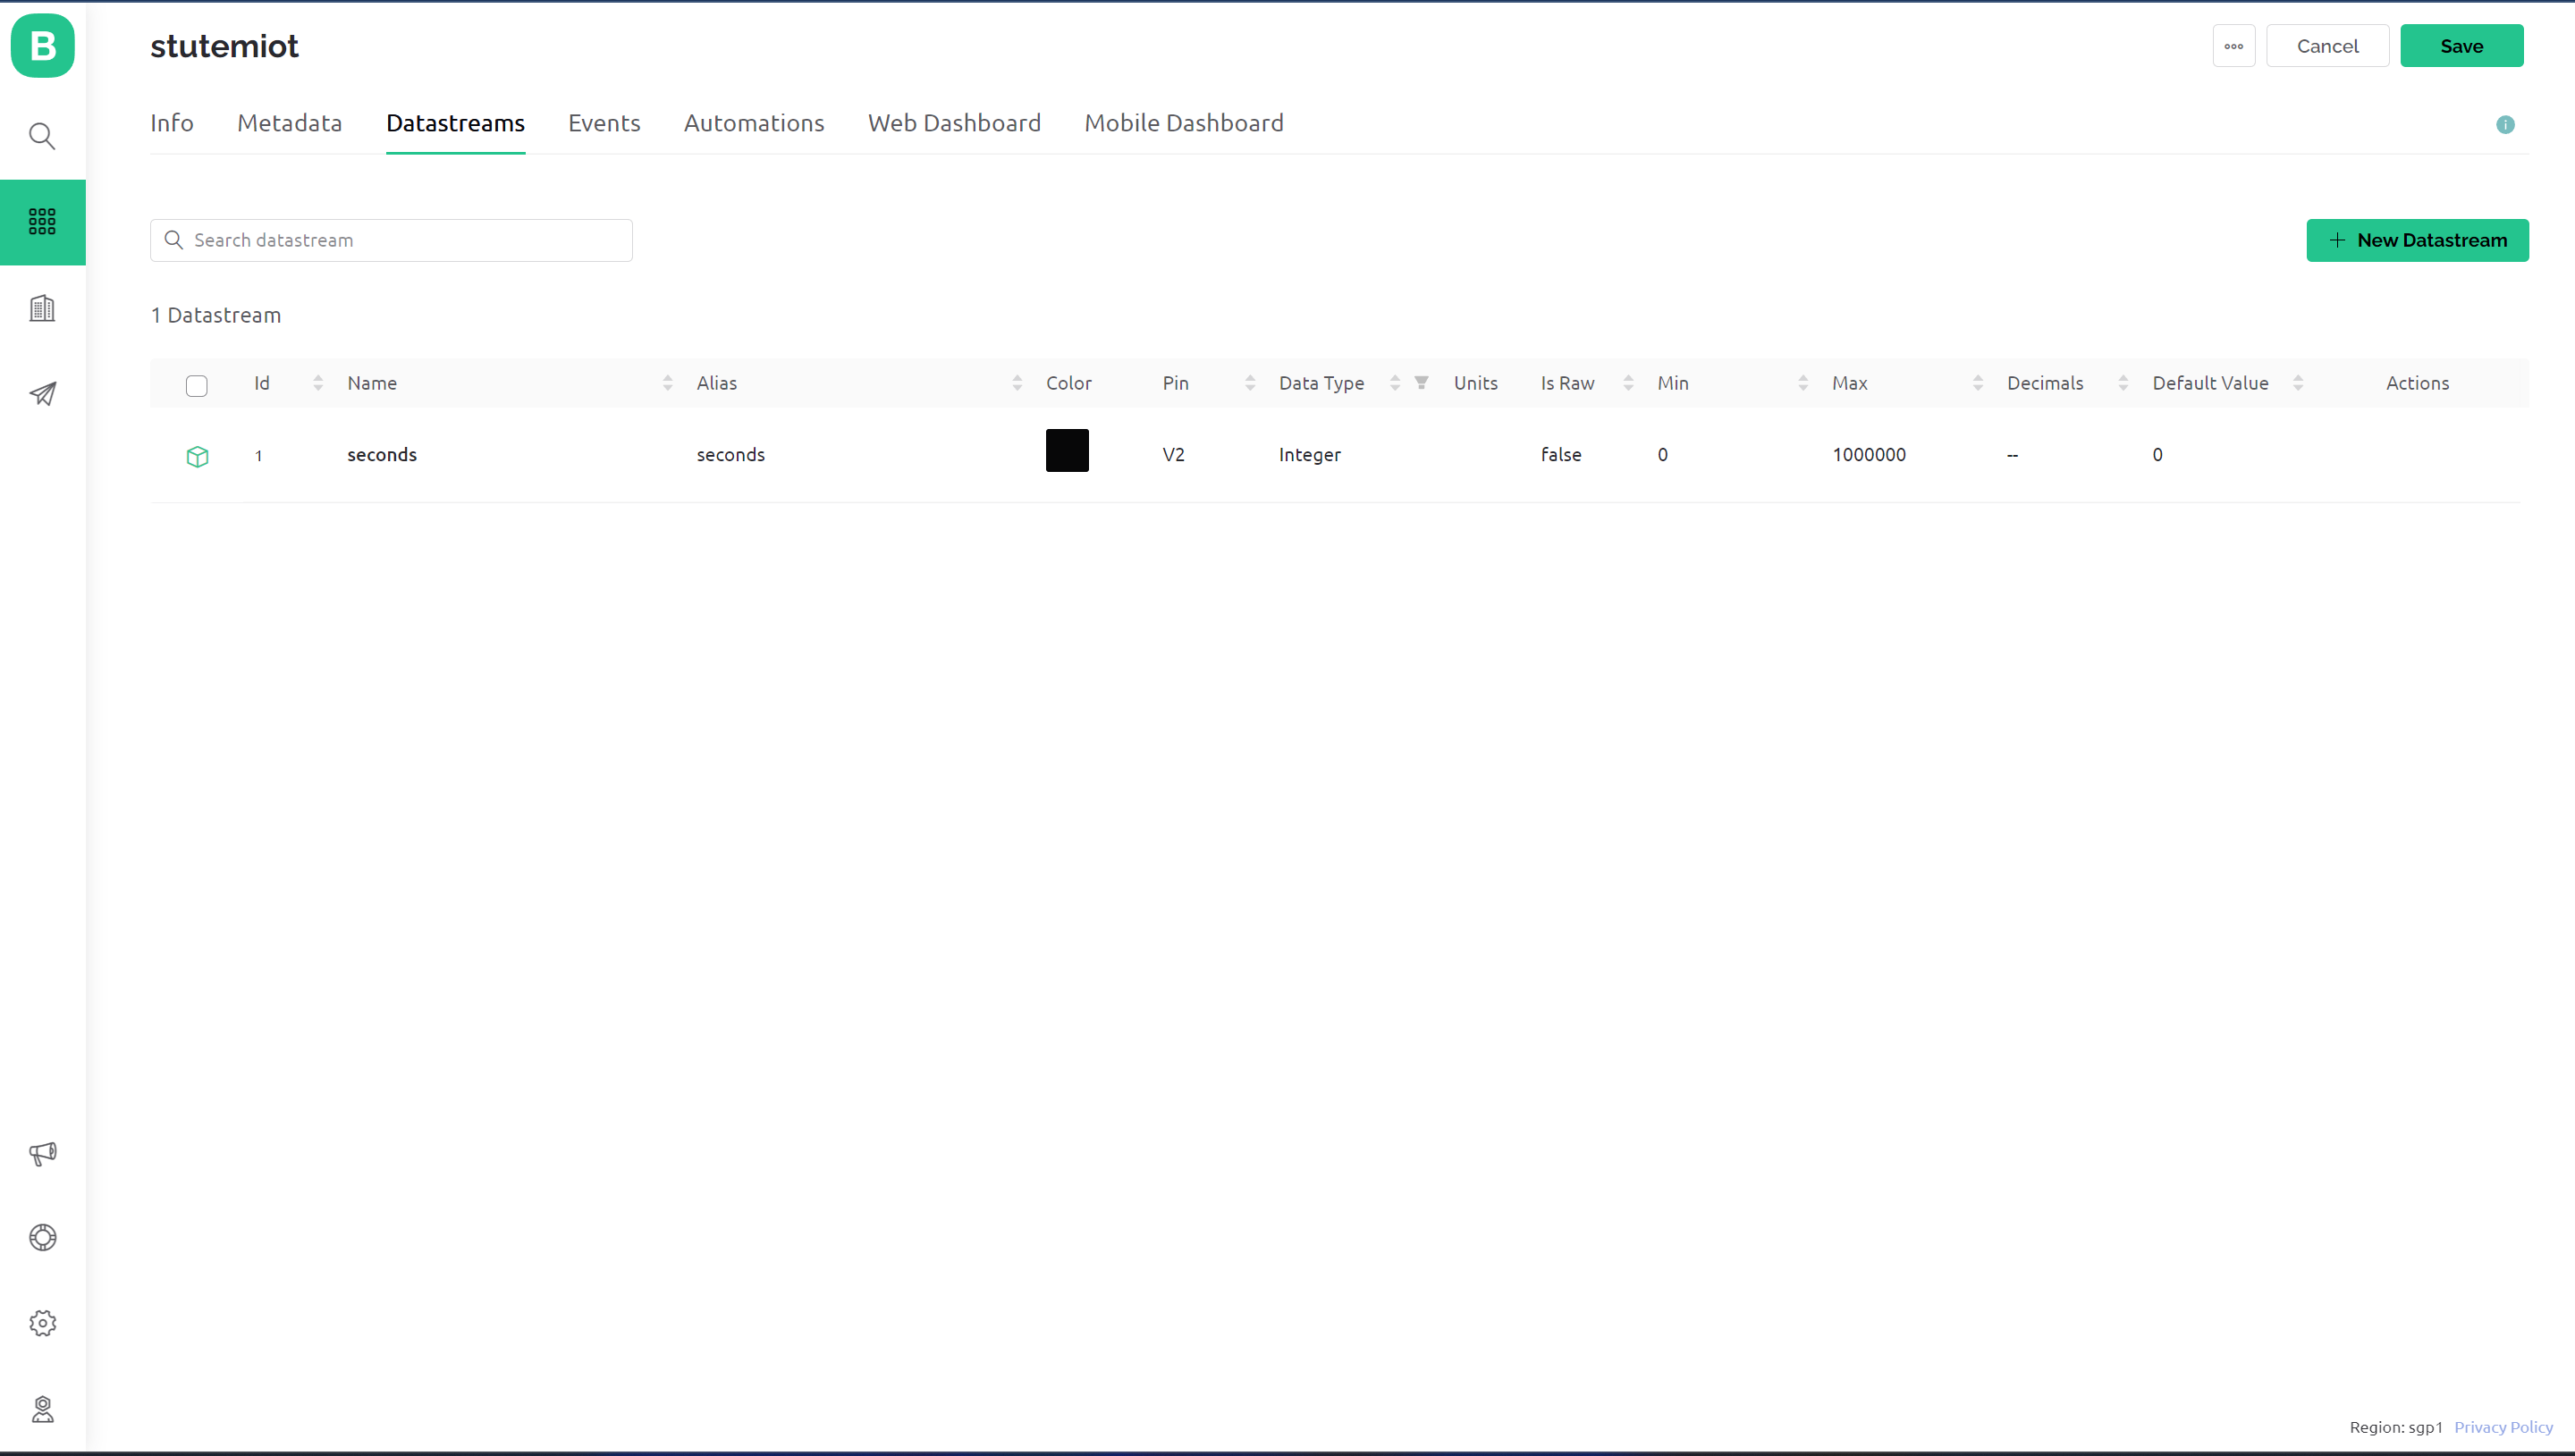 B
stutemiot
Cancel
Save
Info Metadata Datastreams Events Automations Web Dashboard Mobile Dashboard
Search datastream
New Datastream
1 Datastream
Id Name Alias Color Pin Data Type Units Is Raw Min Max Decimals Default Value Actions
1 seconds seconds V2 Integer false 0 1000000 -- 0
Region: sgp1 Privacy Policy